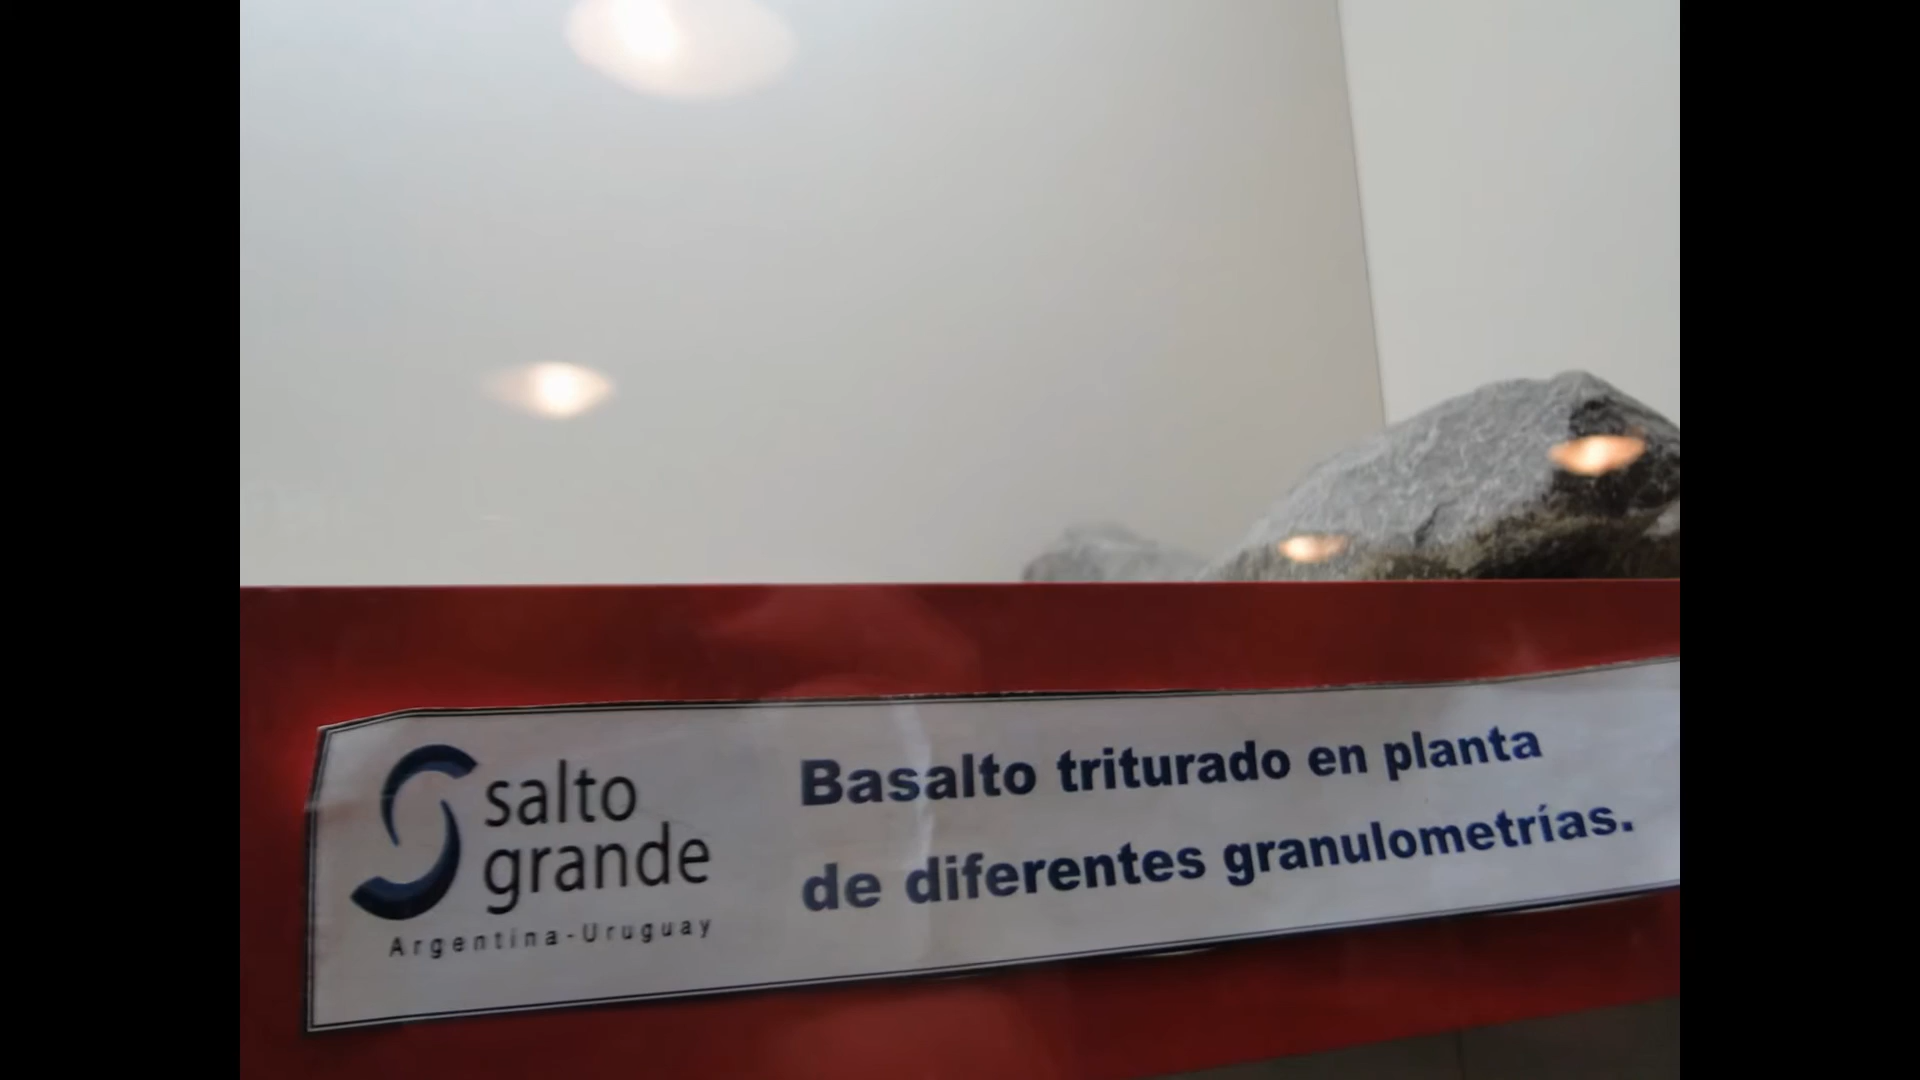 salto
grande
Argentina-Uruguay
Basalto triturado en planta
de diferentes granulometrías.